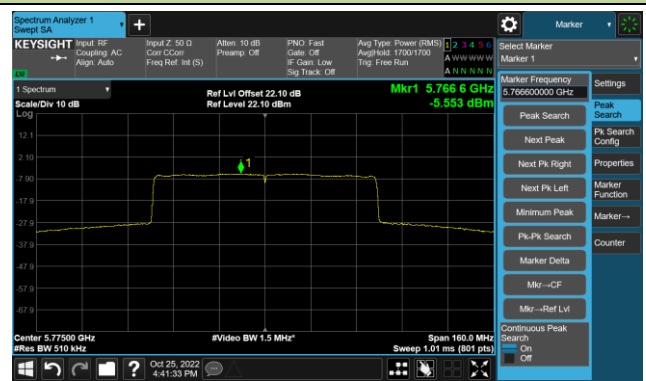 Spectrum Analyzer 1
Swept SA
Marker
KEYSIGHT
Input: RF
Coupling: AC
Align: Auto
Input Z: 50 Ω
Corr CCorr
Freq Ref: Int (S)
Atten: 10 dB
Preamp: Off
PNO: Fast
Gate: Off
IF Gain: Low
Sig Track: Off
Avg Type: Power (RMS)
Avg|Hold: 1700/1700
Trig: Free Run
1 2 3 4 5 6
A W W W W W
A N N N N N
Select Marker
Marker 1
1 Spectrum
Scale/Div 10 dB
Log
Ref Lvl Offset 22.10 dB
Ref Level 22.10 dBm
Mkr1 5.766 6 GHz
-5.553 dBm
12.1
2.10
-7.90
-17.9
-27.9
-37.9
-47.9
-57.9
-67.9
1
Center 5.77500 GHz
#Res BW 510 kHz
#Video BW 1.5 MHz*
Span 160.0 MHz
Sweep 1.01 ms (801 pts)
Marker Frequency
5.766600000 GHz
Peak Search
Next Peak
Next Pk Right
Next Pk Left
Minimum Peak
Pk-Pk Search
Marker Delta
Mkr→CF
Mkr→Ref Lvl
Continuous Peak
Search
On
Off
Settings
Peak
Search
Pk Search
Config
Properties
Marker
Function
Marker→
Counter
?
Oct 25, 2022
4:41:33 PM